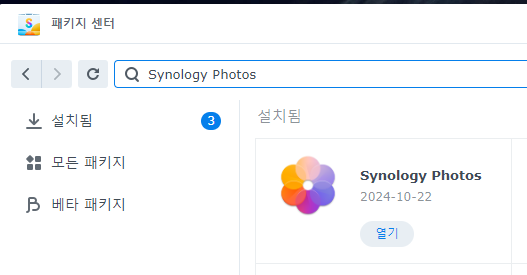 패키지 센터
Synology Photos
설치됨 3
모든 패키지
베타 패키지
설치됨
Synology Photos
2024-10-22
열기